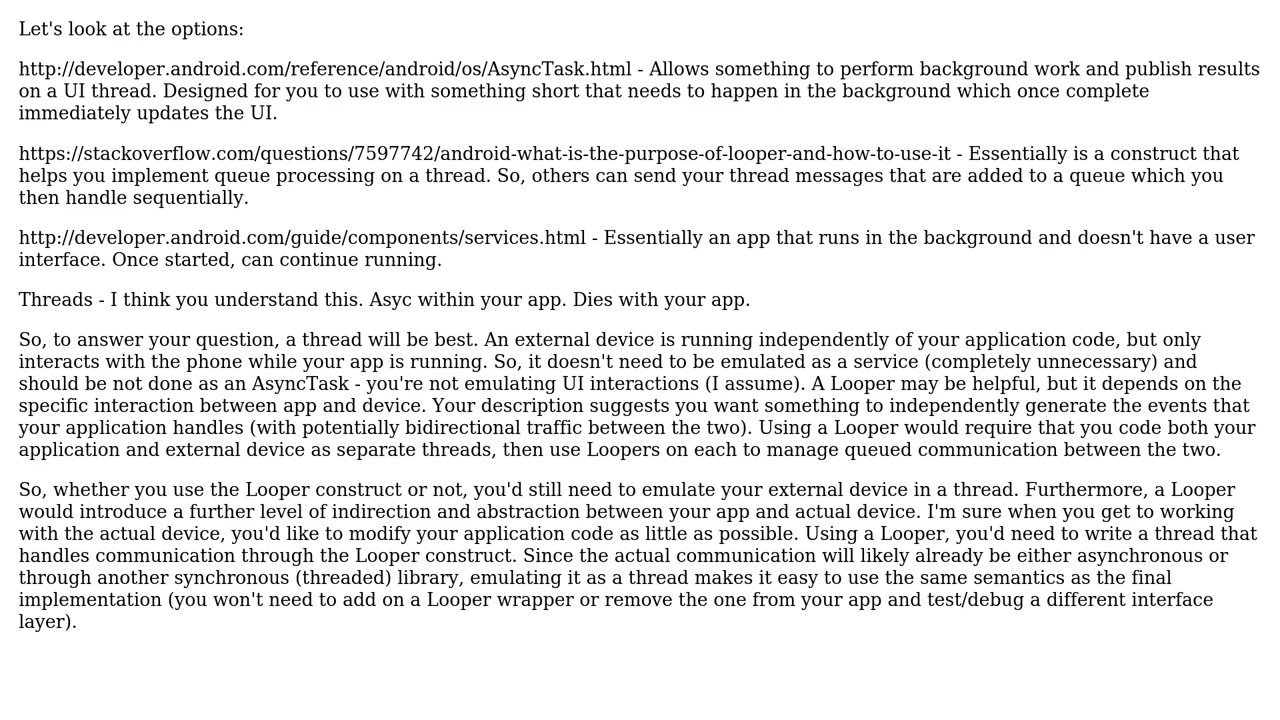 Let's look at the options:
http://developer.android.com/reference/android/os/AsyncTask.html - Allows something to perform background work and publish results
on a UI thread. Designed for you to use with something short that needs to happen in the background which once complete
immediately updates the UI.
https://stackoverflow.com/questions/7597742/android-what-is-the-purpose-of-looper-and-how-to-use-it - Essentially is a construct that
helps you implement queue processing on a thread. So, others can send your thread messages that are added to a queue which you
then handle sequentially.
http://developer.android.com/guide/components/services.html - Essentially an app that runs in the background and doesn't have a user
interface. Once started, can continue running.
Threads - I think you understand this. Asyc within your app. Dies with your app.
So, to answer your question, a thread will be best. An external device is running independently of your application code, but only
interacts with the phone while your app is running. So, it doesn't need to be emulated as a service (completely unnecessary) and
should be not done as an AsyncTask - you're not emulating UI interactions (I assume). A Looper may be helpful, but it depends on the
specific interaction between app and device. Your description suggests you want something to independently generate the events that
your application handles (with potentially bidirectional traffic between the two). Using a Looper would require that you code both your
application and external device as separate threads, then use Loopers on each to manage queued communication between the two.
So, whether you use the Looper construct or not, you'd still need to emulate your external device in a thread. Furthermore, a Looper
would introduce a further level of indirection and abstraction between your app and actual device. I'm sure when you get to working
with the actual device, you'd like to modify your application code as little as possible. Using a Looper, you'd need to write a thread that
handles communication through the Looper construct. Since the actual communication will likely already be either asynchronous or
through another synchronous (threaded) library, emulating it as a thread makes it easy to use the same semantics as the final
implementation (you won't need to add on a Looper wrapper or remove the one from your app and test/debug a different interface
layer).